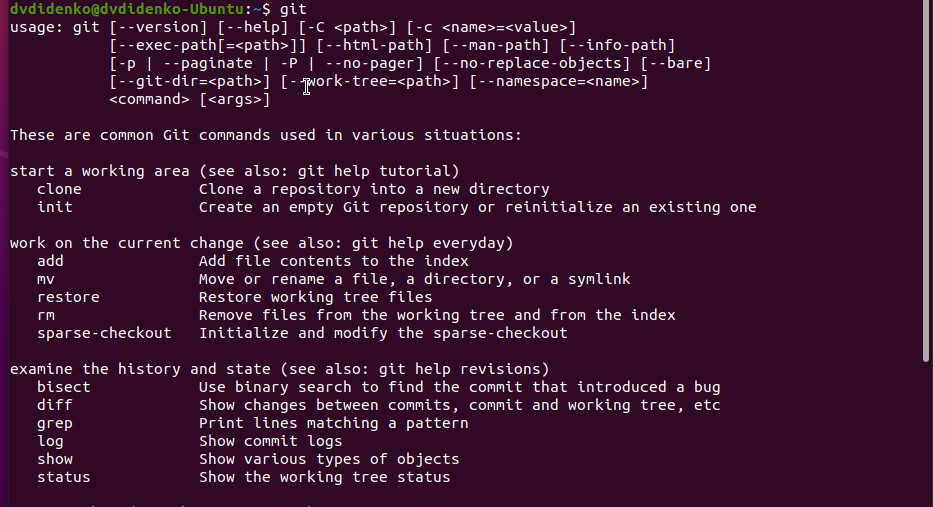 dvdidenko@dvdidenko-Ubuntu:~$ git
usage: git [--version] [--help] [-C <path>] [-c <name>=<value>]
           [--exec-path[=<path>]] [--html-path] [--man-path] [--info-path]
           [-p | --paginate | -P | --no-pager] [--no-replace-objects] [--bare]
           [--git-dir=<path>] [--work-tree=<path>] [--namespace=<name>]
           <command> [<args>]

These are common Git commands used in various situations:

start a working area (see also: git help tutorial)
   clone             Clone a repository into a new directory
   init              Create an empty Git repository or reinitialize an existing one

work on the current change (see also: git help everyday)
   add               Add file contents to the index
   mv                Move or rename a file, a directory, or a symlink
   restore           Restore working tree files
   rm                Remove files from the working tree and from the index
   sparse-checkout   Initialize and modify the sparse-checkout

examine the history and state (see also: git help revisions)
   bisect            Use binary search to find the commit that introduced a bug
   diff              Show changes between commits, commit and working tree, etc
   grep              Print lines matching a pattern
   log               Show commit logs
   show              Show various types of objects
   status            Show the working tree status